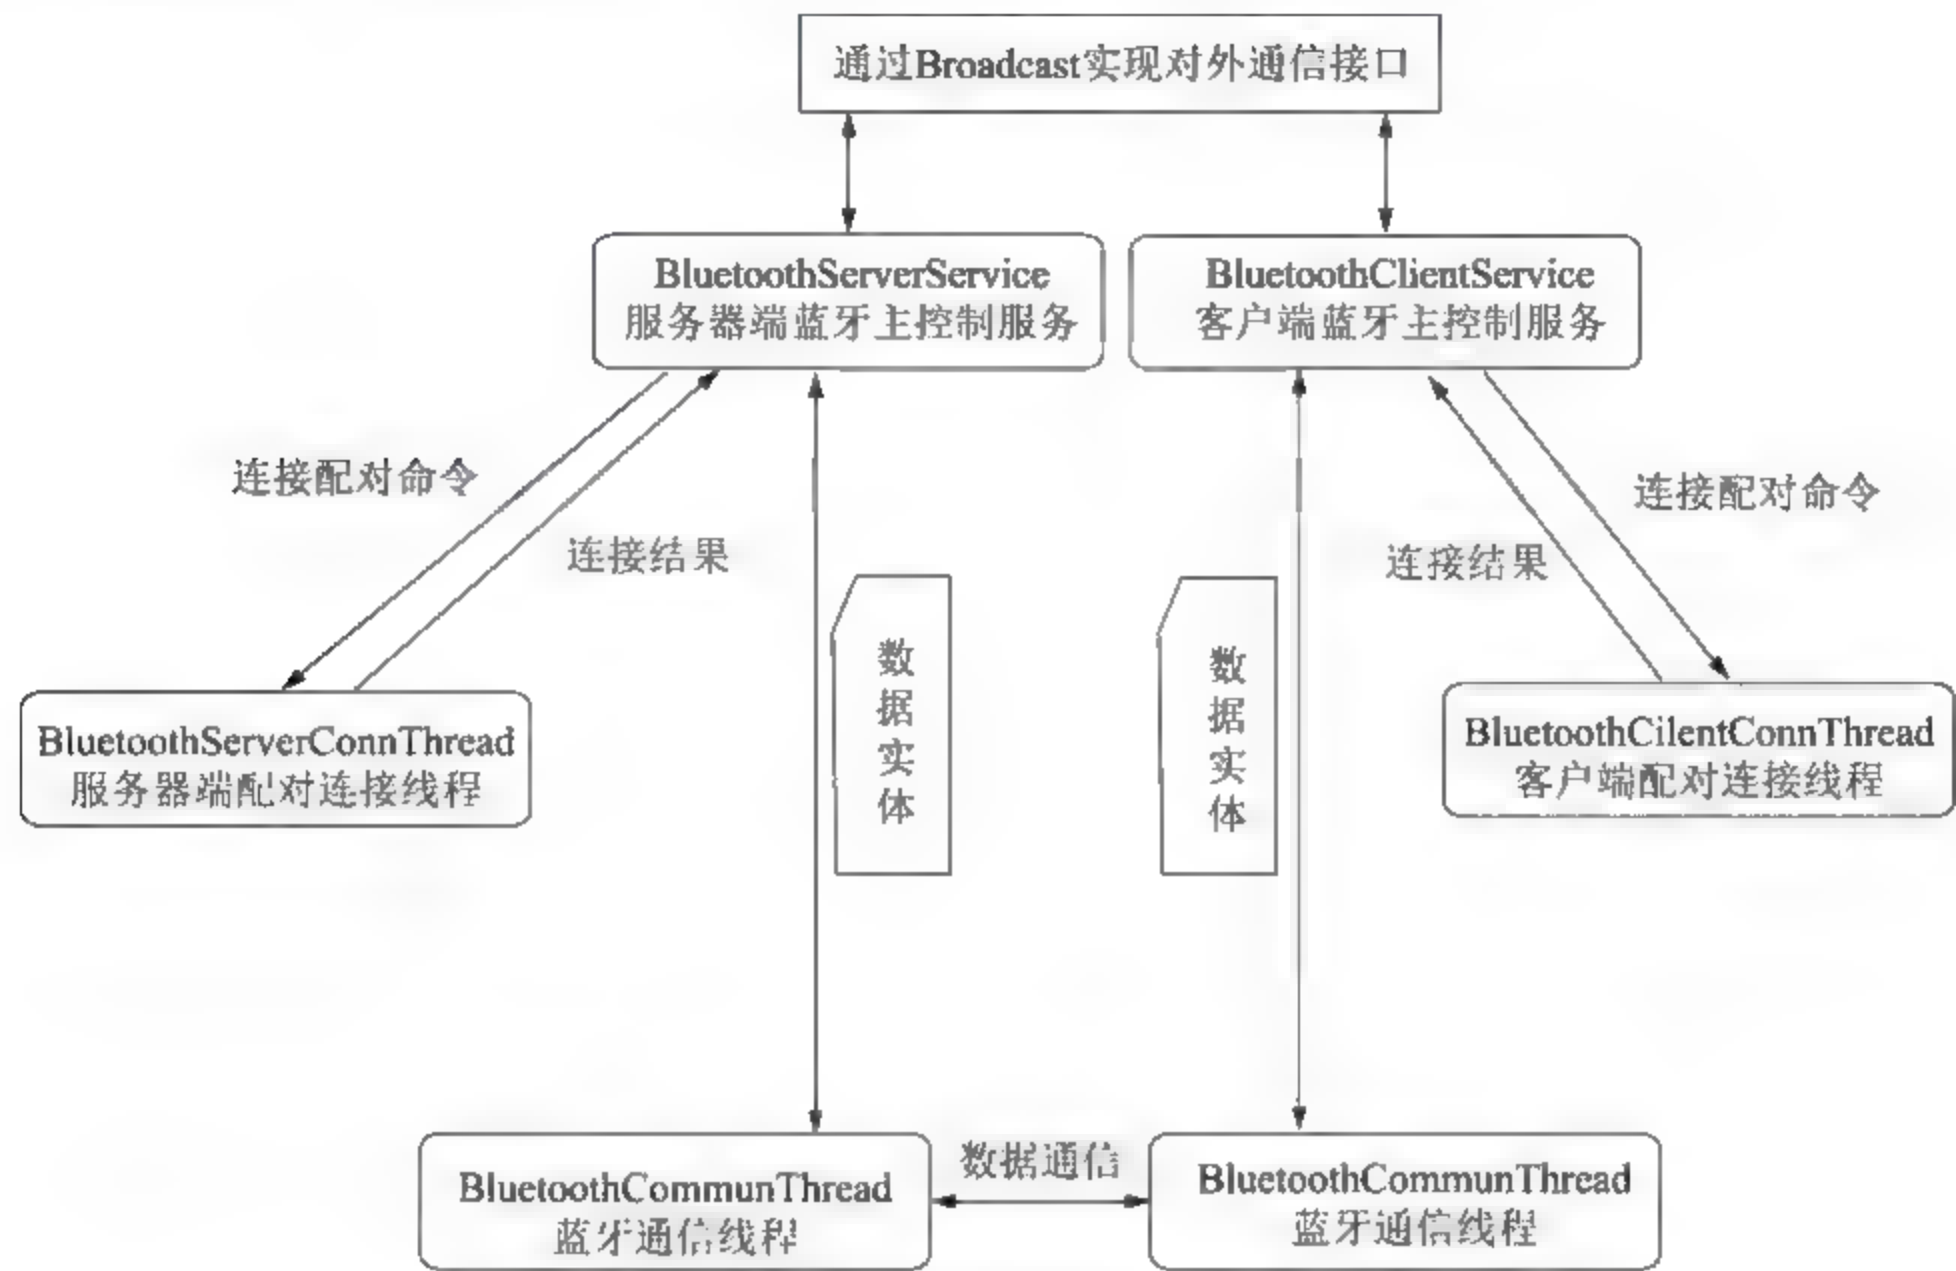 通过Broadcast实现对外通信接口
BluetoothServerService
服务器端蓝牙主控制服务
BluetoothClientService
客户端蓝牙主控制服务
连接配对命令
连接结果
连接结果
连接配对命令
数据实体
数据实体
BluetoothServerConnThread
服务器端配对连接线程
BluetoothCilentConnThread
客户端配对连接线程
BluetoothCommunThread
蓝牙通信线程
数据通信
BluetoothCommunThread
蓝牙通信线程